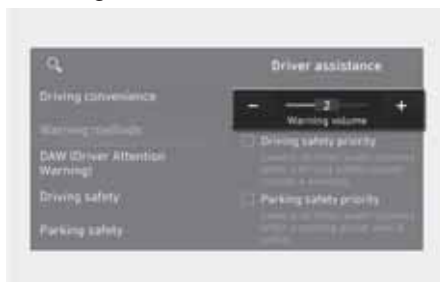 Driver assistance
Driving convenience
Warning methods
DAW (Driver Attention
Warning)
Driving safety
Parking safety
- 2 +
Warning volume
Driving safety priority
Parking safety priority